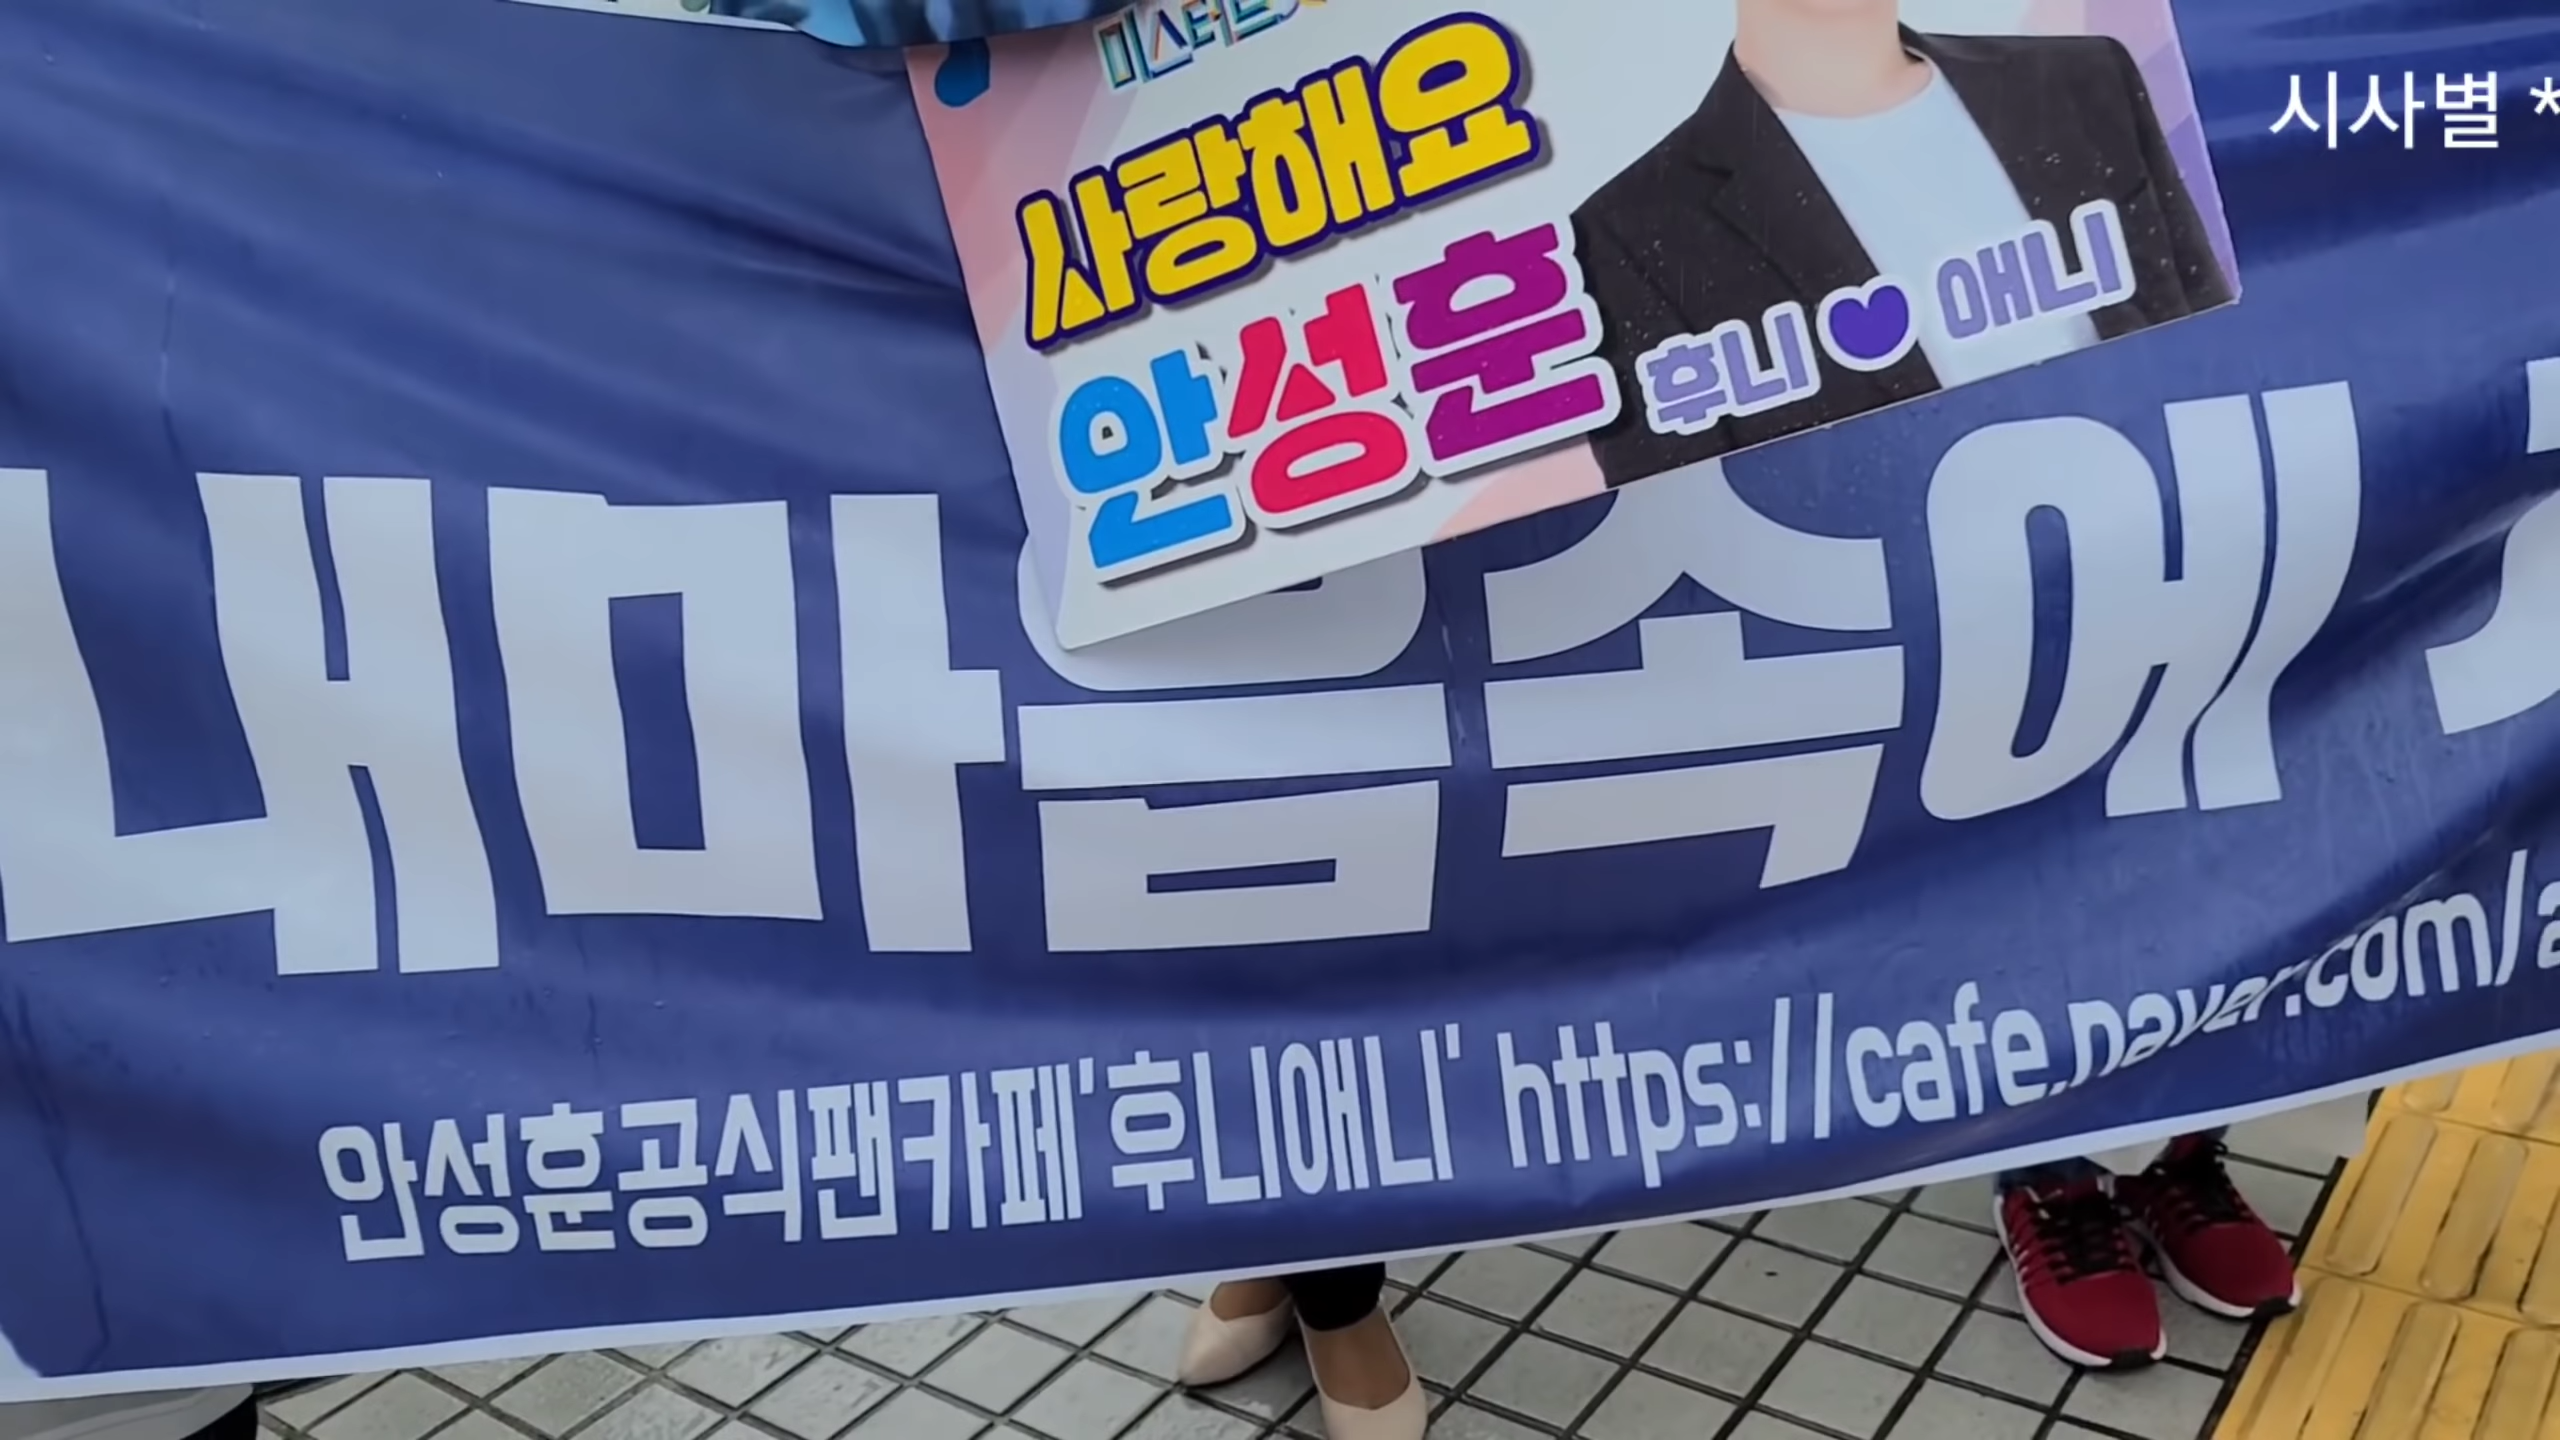 미스터트롯
시사별 *
사랑해요
안성훈
후니 애니
내마음속에
안성훈공식팬카페'후니애니' https://cafe.naver.com/a